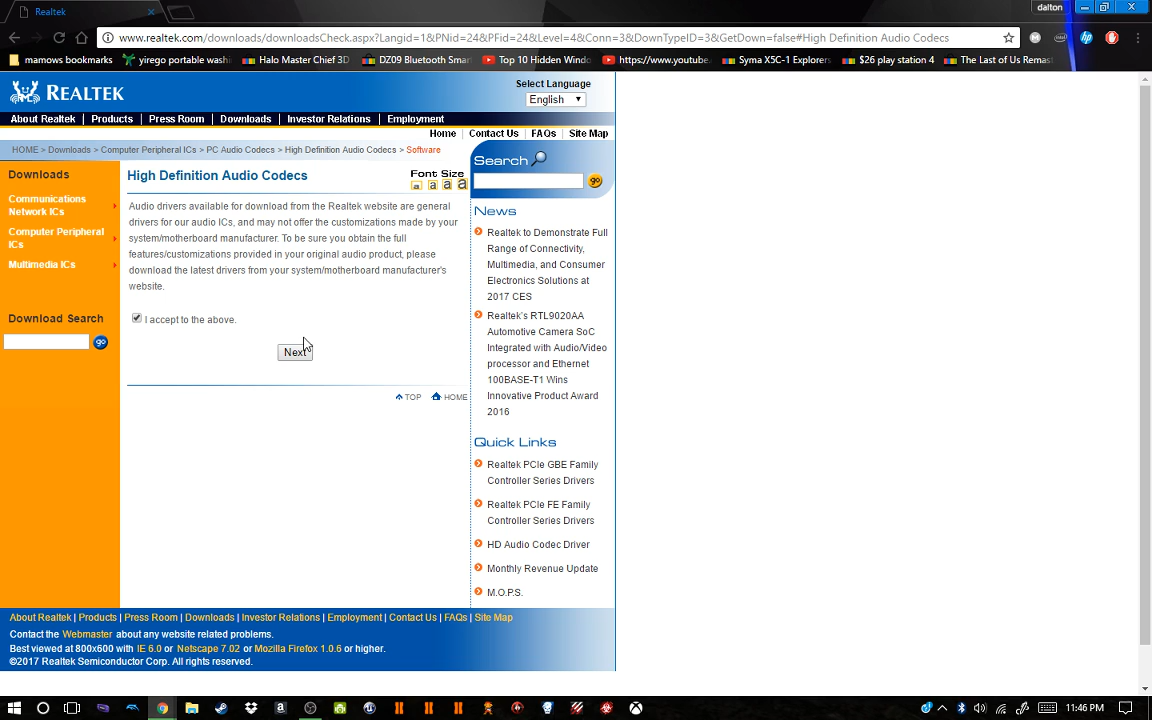 Realtek
dalton
www.realtek.com/downloads/downloadsCheck.aspx?Langid=1&PNid=24&PFid=24&Level=4&Conn=3&DownTypeID=3&GetDown=false#High Definition Audio Codecs
mamows bookmarks
yirego portable washi
Halo Master Chief 3D
DZ09 Bluetooth Smar
Top 10 Hidden Windo
https://www.youtube.
Syma X5C-1 Explorers
$26 play station 4
The Last of Us Remas
REALTEK
Select Language
English
About Realtek | Products | Press Room | Downloads | Investor Relations | Employment
Home | Contact Us | FAQs | Site Map
HOME > Downloads > Computer Peripheral ICs > PC Audio Codecs > High Definition Audio Codecs > Software
Downloads
Communications
Network ICs
Computer Peripheral
ICs
Multimedia ICs
Download Search
go
High Definition Audio Codecs
Font Size
a a a a
Audio drivers available for download from the Realtek website are general
drivers for our audio ICs, and may not offer the customizations made by your
system/motherboard manufacturer. To be sure you obtain the full
features/customizations provided in your original audio product, please
download the latest drivers from your system/motherboard manufacturer's
website.
I accept to the above.
Next
TOP HOME
Search
go
News
Realtek to Demonstrate Full
Range of Connectivity,
Multimedia, and Consumer
Electronics Solutions at
2017 CES
Realtek's RTL9020AA
Automotive Camera SoC
Integrated with Audio/Video
processor and Ethernet
100BASE-T1 Wins
Innovative Product Award
2016
Quick Links
Realtek PCIe GBE Family
Controller Series Drivers
Realtek PCIe FE Family
Controller Series Drivers
HD Audio Codec Driver
Monthly Revenue Update
M.O.P.S.
About Realtek | Products | Press Room | Downloads | Investor Relations | Employment | Contact Us | FAQs | Site Map
Contact the Webmaster about any website related problems.
Best viewed at 800x600 with IE 6.0 or Netscape 7.02 or Mozilla Firefox 1.0.6 or higher.
©2017 Realtek Semiconductor Corp. All rights reserved.
11:46 PM